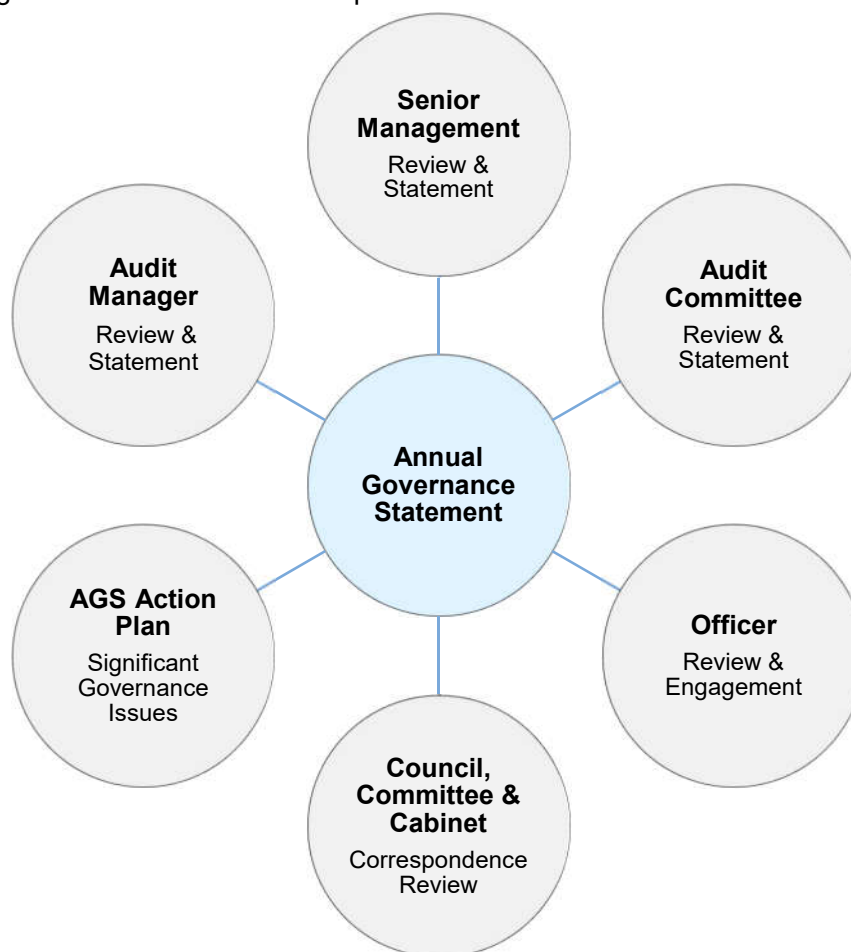 Senior
Management
Review &
Statement
Audit
Manager
Review &
Statement
Audit
Committee
Review &
Statement
Annual
Governance
Statement
AGS Action
Plan
Significant
Governance
Issues
Officer
Review &
Engagement
Council,
Committee &
Cabinet
Correspondence
Review